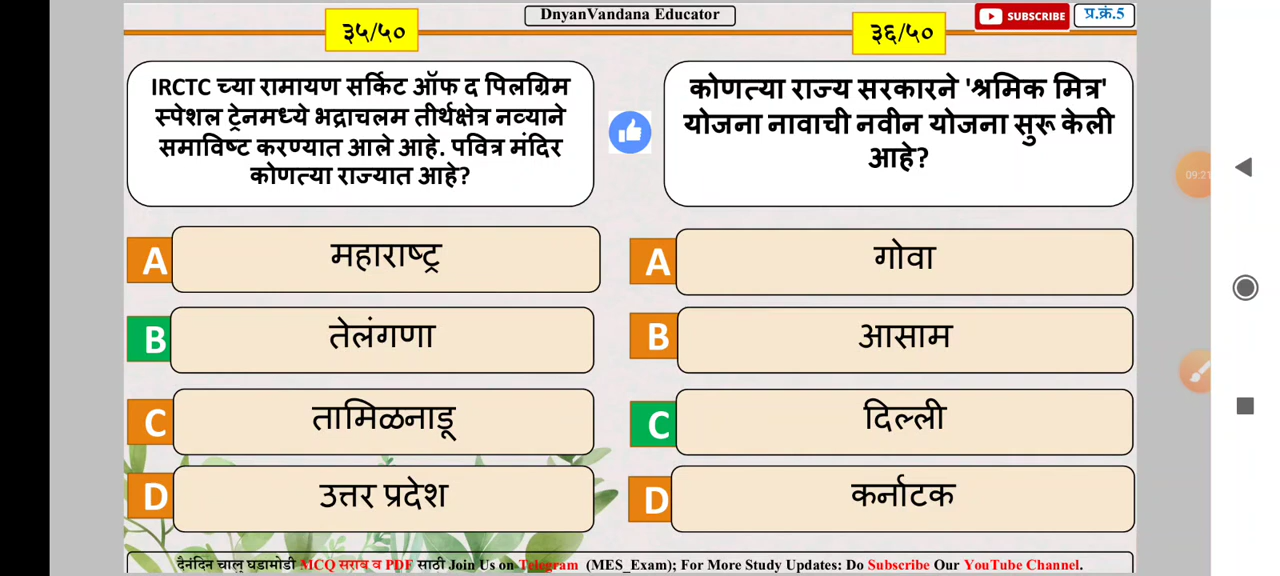 DnyanVandana Educator
SUBSCRIBE
प्र.क्रं.5
३५/५०
३६/५०
IRCTC च्या रामायण सर्किट ऑफ द पिलग्रिम
स्पेशल ट्रेनमध्ये भद्राचलम तीर्थक्षेत्र नव्याने
समाविष्ट करण्यात आले आहे. पवित्र मंदिर
कोणत्या राज्यात आहे?
A महाराष्ट्र
B तेलंगणा
C तामिळनाडू
D उत्तर प्रदेश
कोणत्या राज्य सरकारने 'श्रमिक मित्र'
योजना नावाची नवीन योजना सुरू केली
आहे?
A गोवा
B आसाम
C दिल्ली
D कर्नाटक
09:21
दैनंदिन चालू घडामोडी MCQ सराव व PDF साठी Join Us on Telegram (MES_Exam); For More Study Updates: Do Subscribe Our YouTube Channel.